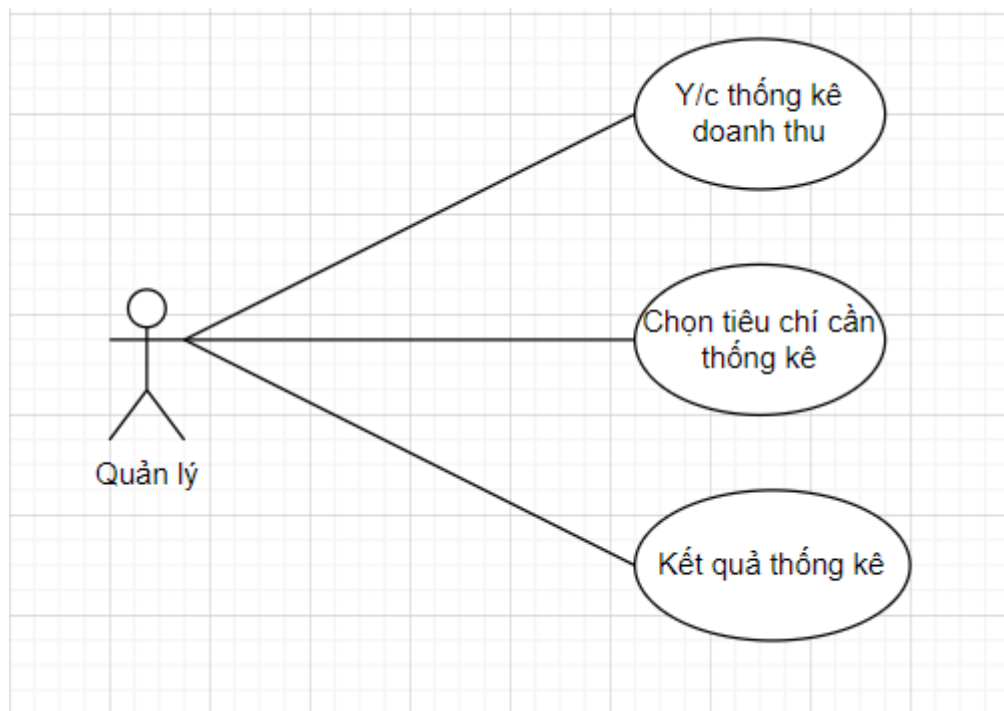 Y/c thống kê
doanh thu
Chọn tiêu chí cần
thống kê
Quản lý
Kết quả thống kê